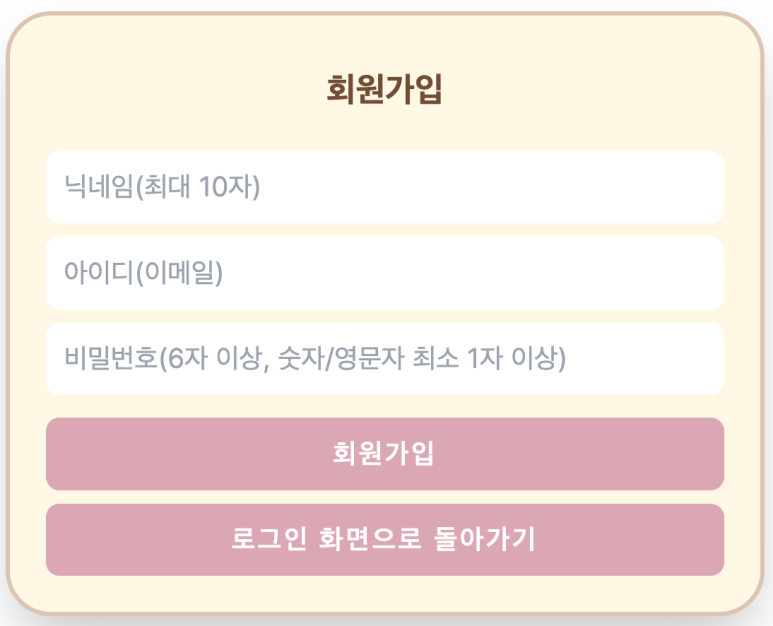 회원가입
닉네임(최대 10자)
아이디(이메일)
비밀번호(6자 이상, 숫자/영문자 최소 1자 이상)
회원가입
로그인 화면으로 돌아가기